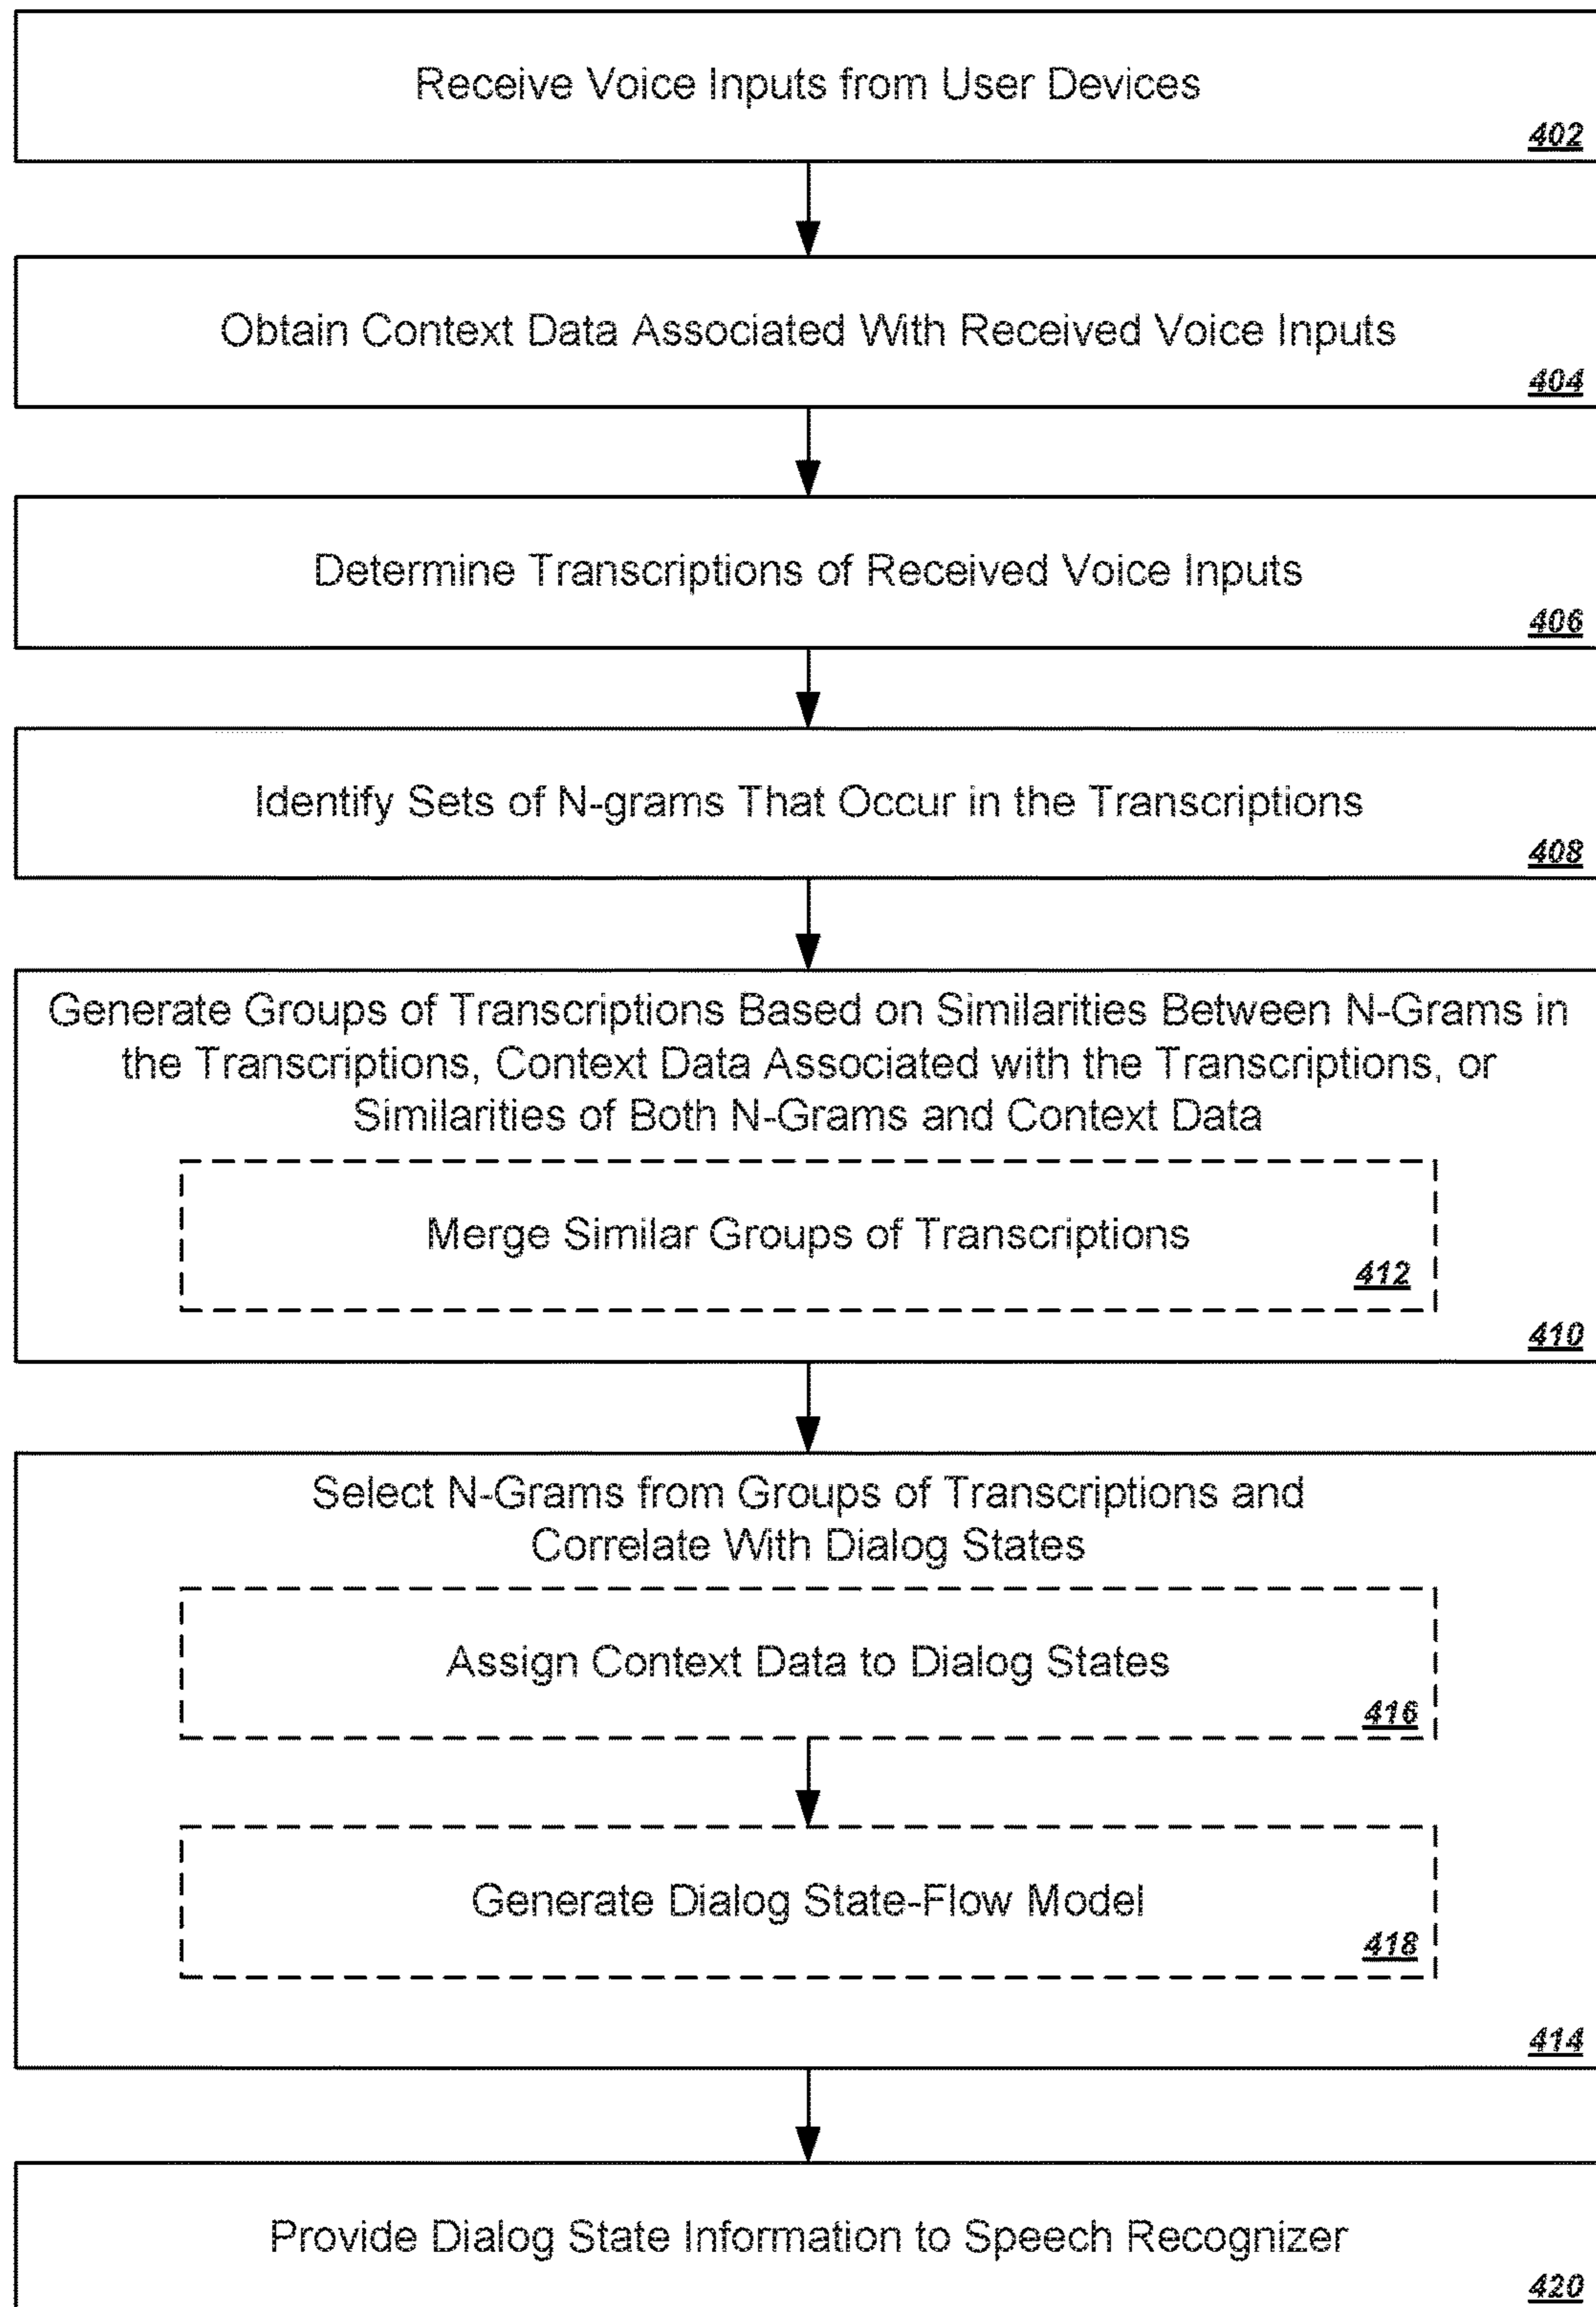 Receive Voice Inputs from User Devices
402
Obtain Context Data Associated With Received Voice Inputs
404
Determine Transcriptions of Received Voice Inputs
406
Identify Sets of N-grams That Occur in the Transcriptions
408
Generate Groups of Transcriptions Based on Similarities Between N-Grams in
the Transcriptions, Context Data Associated with the Transcriptions, or
Similarities of Both N-Grams and Context Data
Merge Similar Groups of Transcriptions
412
410
Select N-Grams from Groups of Transcriptions and
Correlate With Dialog States
Assign Context Data to Dialog States
416
Generate Dialog State-Flow Model
418
414
Provide Dialog State Information to Speech Recognizer
420